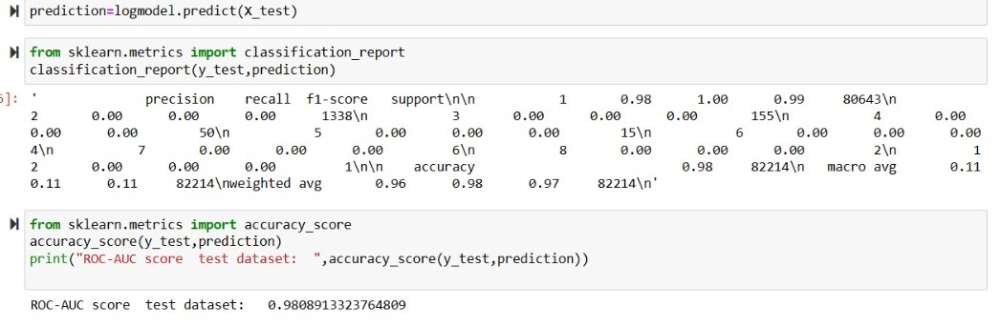 prediction=logmodel.predict(X_test)
from sklearn.metrics import classification_report
classification_report(y_test,prediction)
5]: '              precision    recall  f1-score   support\n\n           1       0.98      1.00      0.99     80643\n
2       0.00      0.00      0.00      1338\n           3       0.00      0.00      0.00       155\n           4       0.00
0.00      0.00        50\n           5       0.00      0.00      0.00        15\n           6       0.00      0.00      0.00
4\n           7       0.00      0.00      0.00         6\n           8       0.00      0.00      0.00         2\n          1
2       0.00      0.00      0.00         1\n\n    accuracy                           0.98     82214\n   macro avg       0.11
0.11      0.11     82214\nweighted avg       0.96      0.98      0.97     82214\n'
from sklearn.metrics import accuracy_score
accuracy_score(y_test,prediction)
print("ROC-AUC score  test dataset:  ",accuracy_score(y_test,prediction))
ROC-AUC score  test dataset:   0.9808913323764809